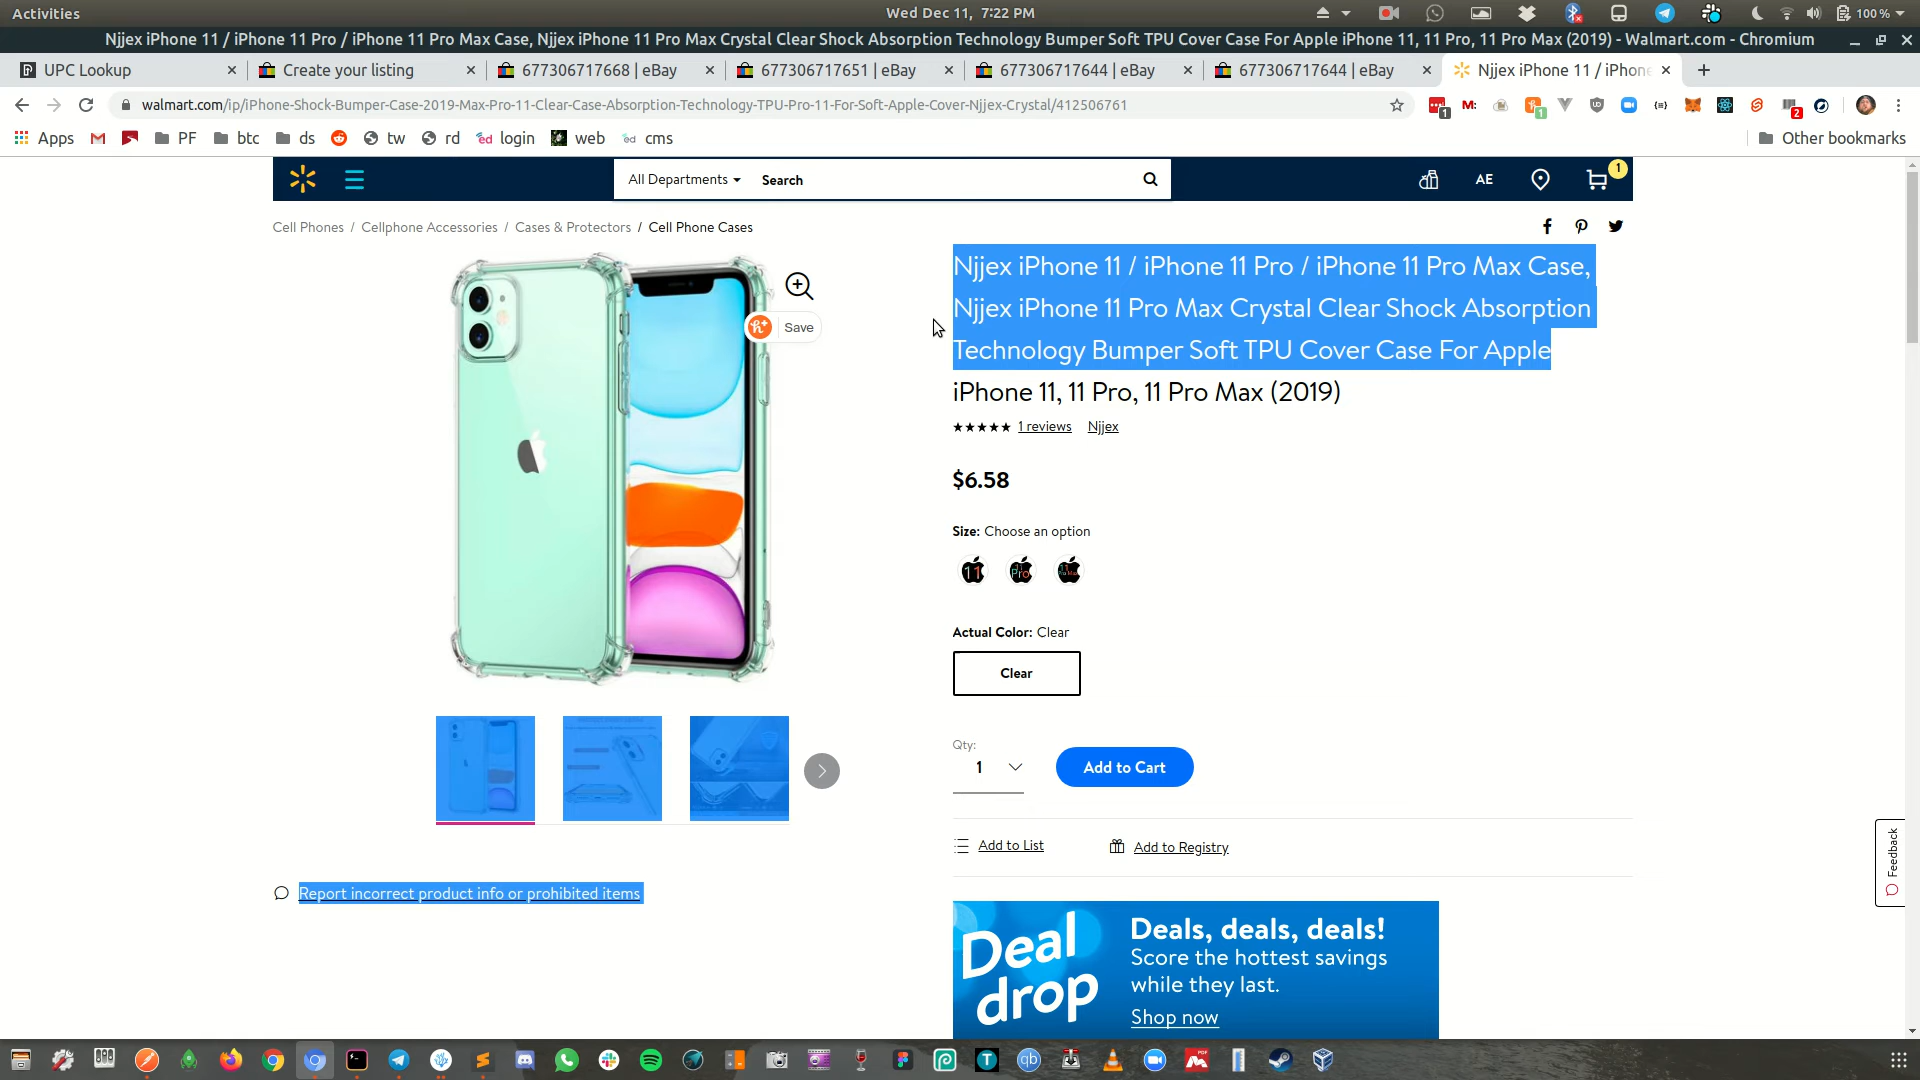 Activities
Wed Dec 11, 7:22 PM
100 %
Njjex iPhone 11 / iPhone 11 Pro / iPhone 11 Pro Max Case, Njjex iPhone 11 Pro Max Crystal Clear Shock Absorption Technology Bumper Soft TPU Cover Case For Apple iPhone 11, 11 Pro, 11 Pro Max (2019) - Walmart.com - Chromium
UPC Lookup
Create your listing
677306717668 | eBay
677306717651 | eBay
677306717644 | eBay
677306717644 | eBay
Njjex iPhone 11 / iPhone
walmart.com/ip/iPhone-Shock-Bumper-Case-2019-Max-Pro-11-Clear-Case-Absorption-Technology-TPU-Pro-11-For-Soft-Apple-Cover-Njjex-Crystal/412506761
Apps
PF
btc
ds
tw
rd
login
web
cms
Other bookmarks
All Departments
Search
AE
1
Cell Phones / Cellphone Accessories / Cases & Protectors / Cell Phone Cases
Save
Njjex iPhone 11 / iPhone 11 Pro / iPhone 11 Pro Max Case,
Njjex iPhone 11 Pro Max Crystal Clear Shock Absorption
Technology Bumper Soft TPU Cover Case For Apple
iPhone 11, 11 Pro, 11 Pro Max (2019)
1 reviews
Njjex
$6.58
Size: Choose an option
11
11 Pro
Actual Color: Clear
Clear
Qty:
1
Add to Cart
Add to List
Add to Registry
Report incorrect product info or prohibited items
Deal
drop
Deals, deals, deals!
Score the hottest savings
while they last.
Shop now
Feedback